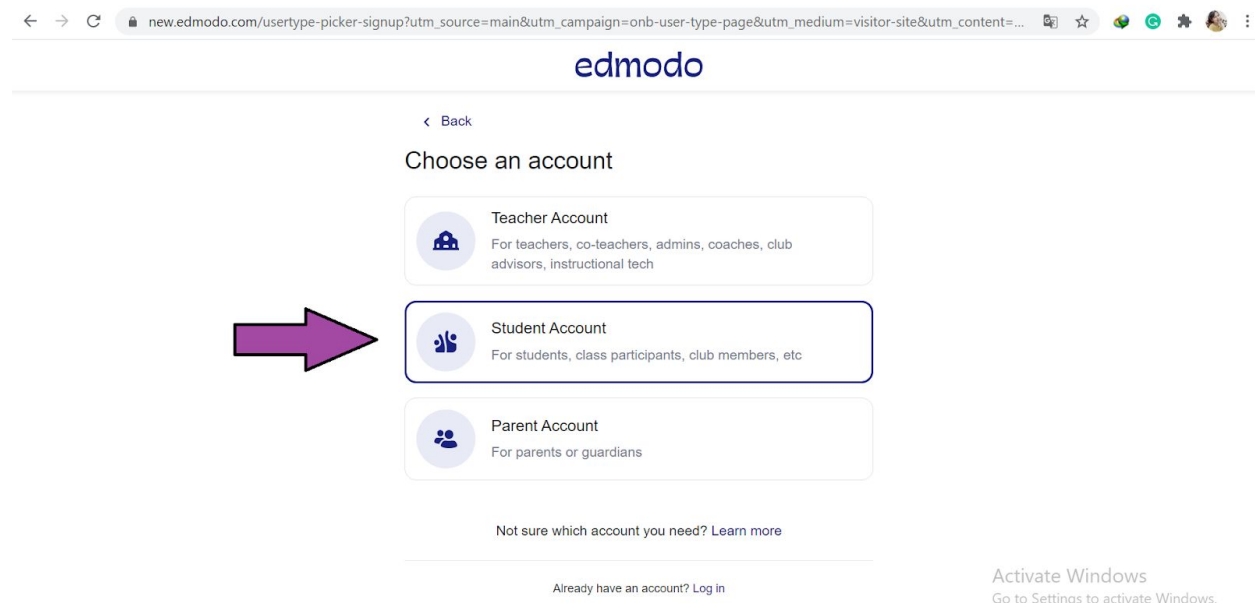 new.edmodo.com/usertype-picker-signup?utm_source=main&utm_campaign=onb-user-type-page&utm_medium=visitor-site&utm_content=...
edmodo
Back
Choose an account
Teacher Account
For teachers, co-teachers, admins, coaches, club
advisors, instructional tech
Student Account
For students, class participants, club members, etc
Parent Account
For parents or guardians
Not sure which account you need? Learn more
Already have an account? Log in
Activate Windows
Go to Settings to activate Windows.